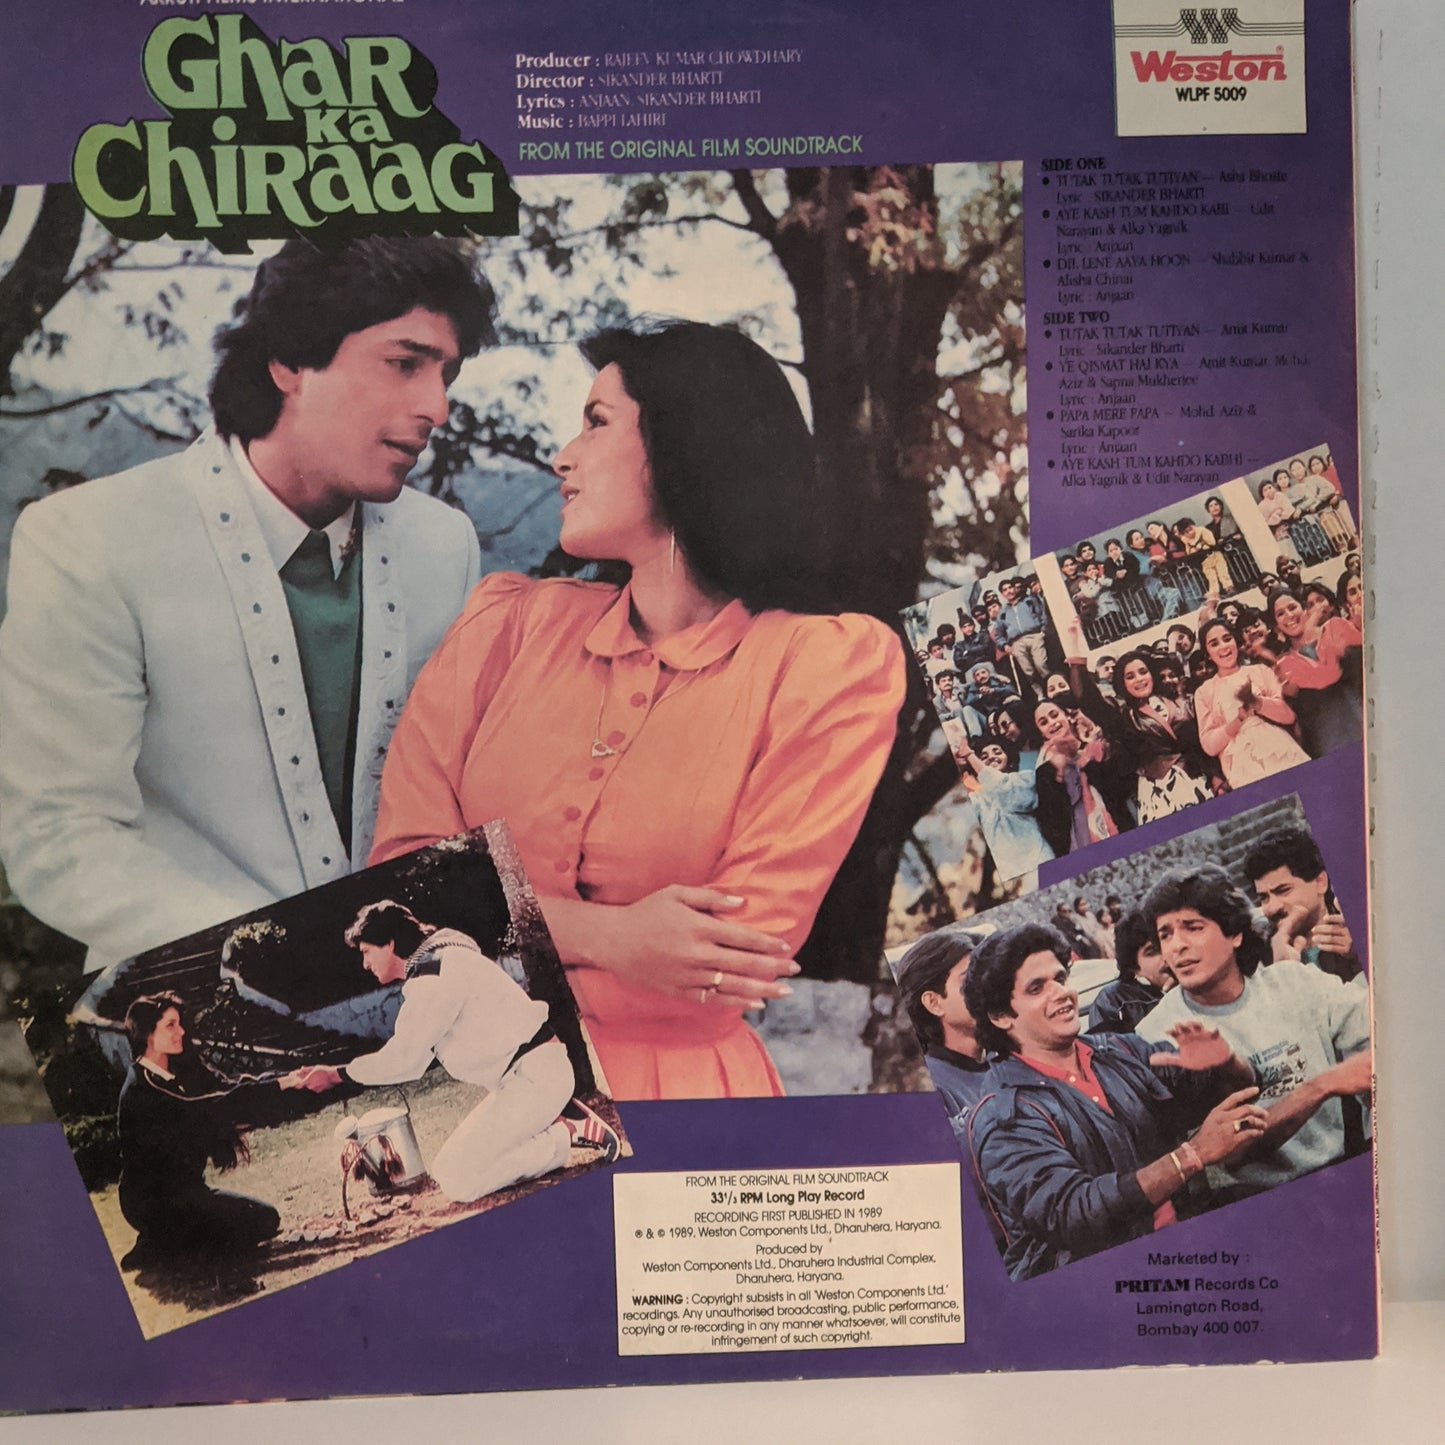 Ghar
Ka
Chiraag
Producer : RAJEEV KUMAR CHOWDHARY
Director : SIKANDER BHARTI
Lyrics : ANJAAN, SIKANDER BHARTI
Music : BAPPI LAHIRI
FROM THE ORIGINAL FILM SOUNDTRACK
Weston
WLPF 5009
SIDE ONE
• TUTAK TUTAK TUTIYAN — Asha Bhosle
Lyric : SIKANDER BHARTI
• AYE KASH TUM KAHDO KABI — Udit
Narayan & Alka Yagnik
Lyric : Anjaan
• DIL LENE AAYA HOON — Shabbir Kumar &
Alisha Chinai
Lyric : Anjaan
SIDE TWO
• TUTAK TUTAK TUTIYAN — Amit Kumar
Lyric : Sikander Bharti
• YE QISMAT HAI KYA — Amit Kumar, Mohd.
Aziz & Sapna Mukherjee
Lyric : Anjaan
• PAPA MERE PAPA — Mohd. Aziz &
Sarika Kapoor
Lyric : Anjaan
• AYE KASH TUM KAHDO KABHI —
Alka Yagnik & Udit Narayan
FROM THE ORIGINAL FILM SOUNDTRACK
33 1/3 RPM Long Play Record
RECORDING FIRST PUBLISHED IN 1989
℗ & © 1989, Weston Components Ltd., Dharuhera, Haryana.
Produced by
Weston Components Ltd., Dharuhera Industrial Complex,
Dharuhera, Haryana.
WARNING : Copyright subsists in all 'Weston Components Ltd.'
recordings. Any unauthorised broadcasting, public performance,
copying or re-recording in any manner whatsoever, will constitute
infringement of such copyright.
Marketed by :
PRITAM Records Co
Lamington Road,
Bombay 400 007.